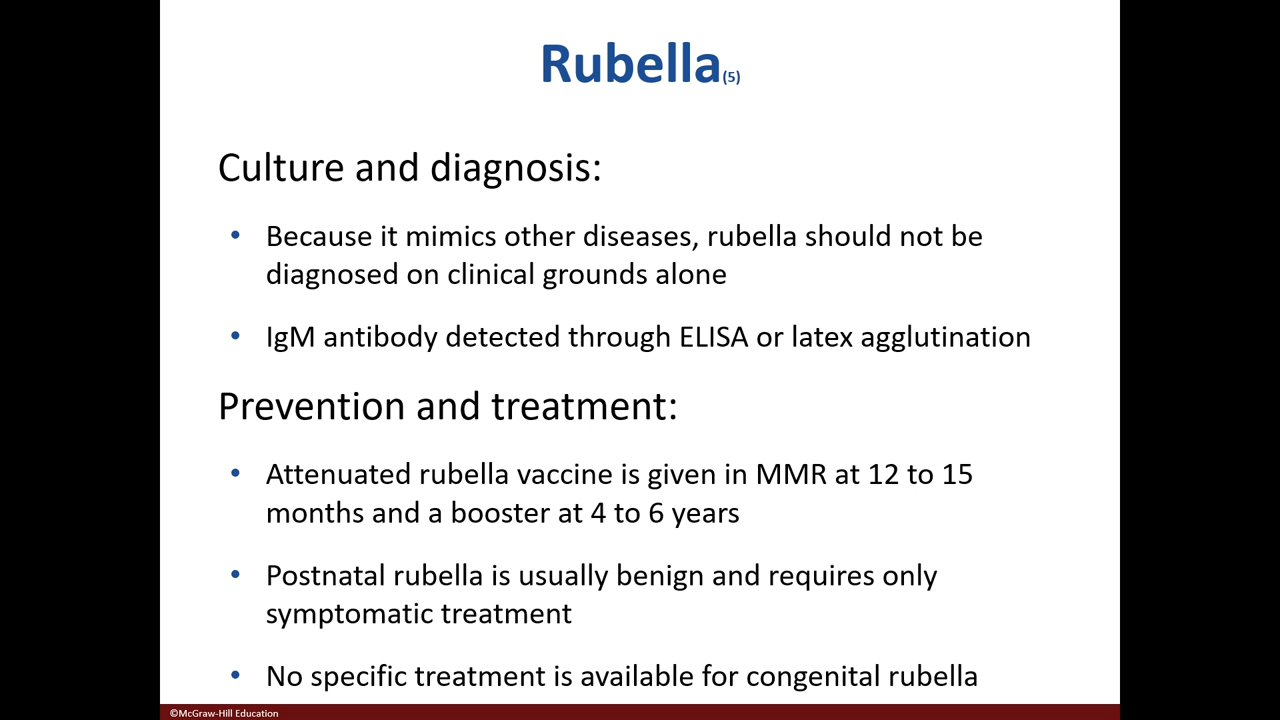 Rubella(5)
Culture and diagnosis:
• Because it mimics other diseases, rubella should not be
diagnosed on clinical grounds alone
• IgM antibody detected through ELISA or latex agglutination
Prevention and treatment:
• Attenuated rubella vaccine is given in MMR at 12 to 15
months and a booster at 4 to 6 years
• Postnatal rubella is usually benign and requires only
symptomatic treatment
• No specific treatment is available for congenital rubella
©McGraw-Hill Education